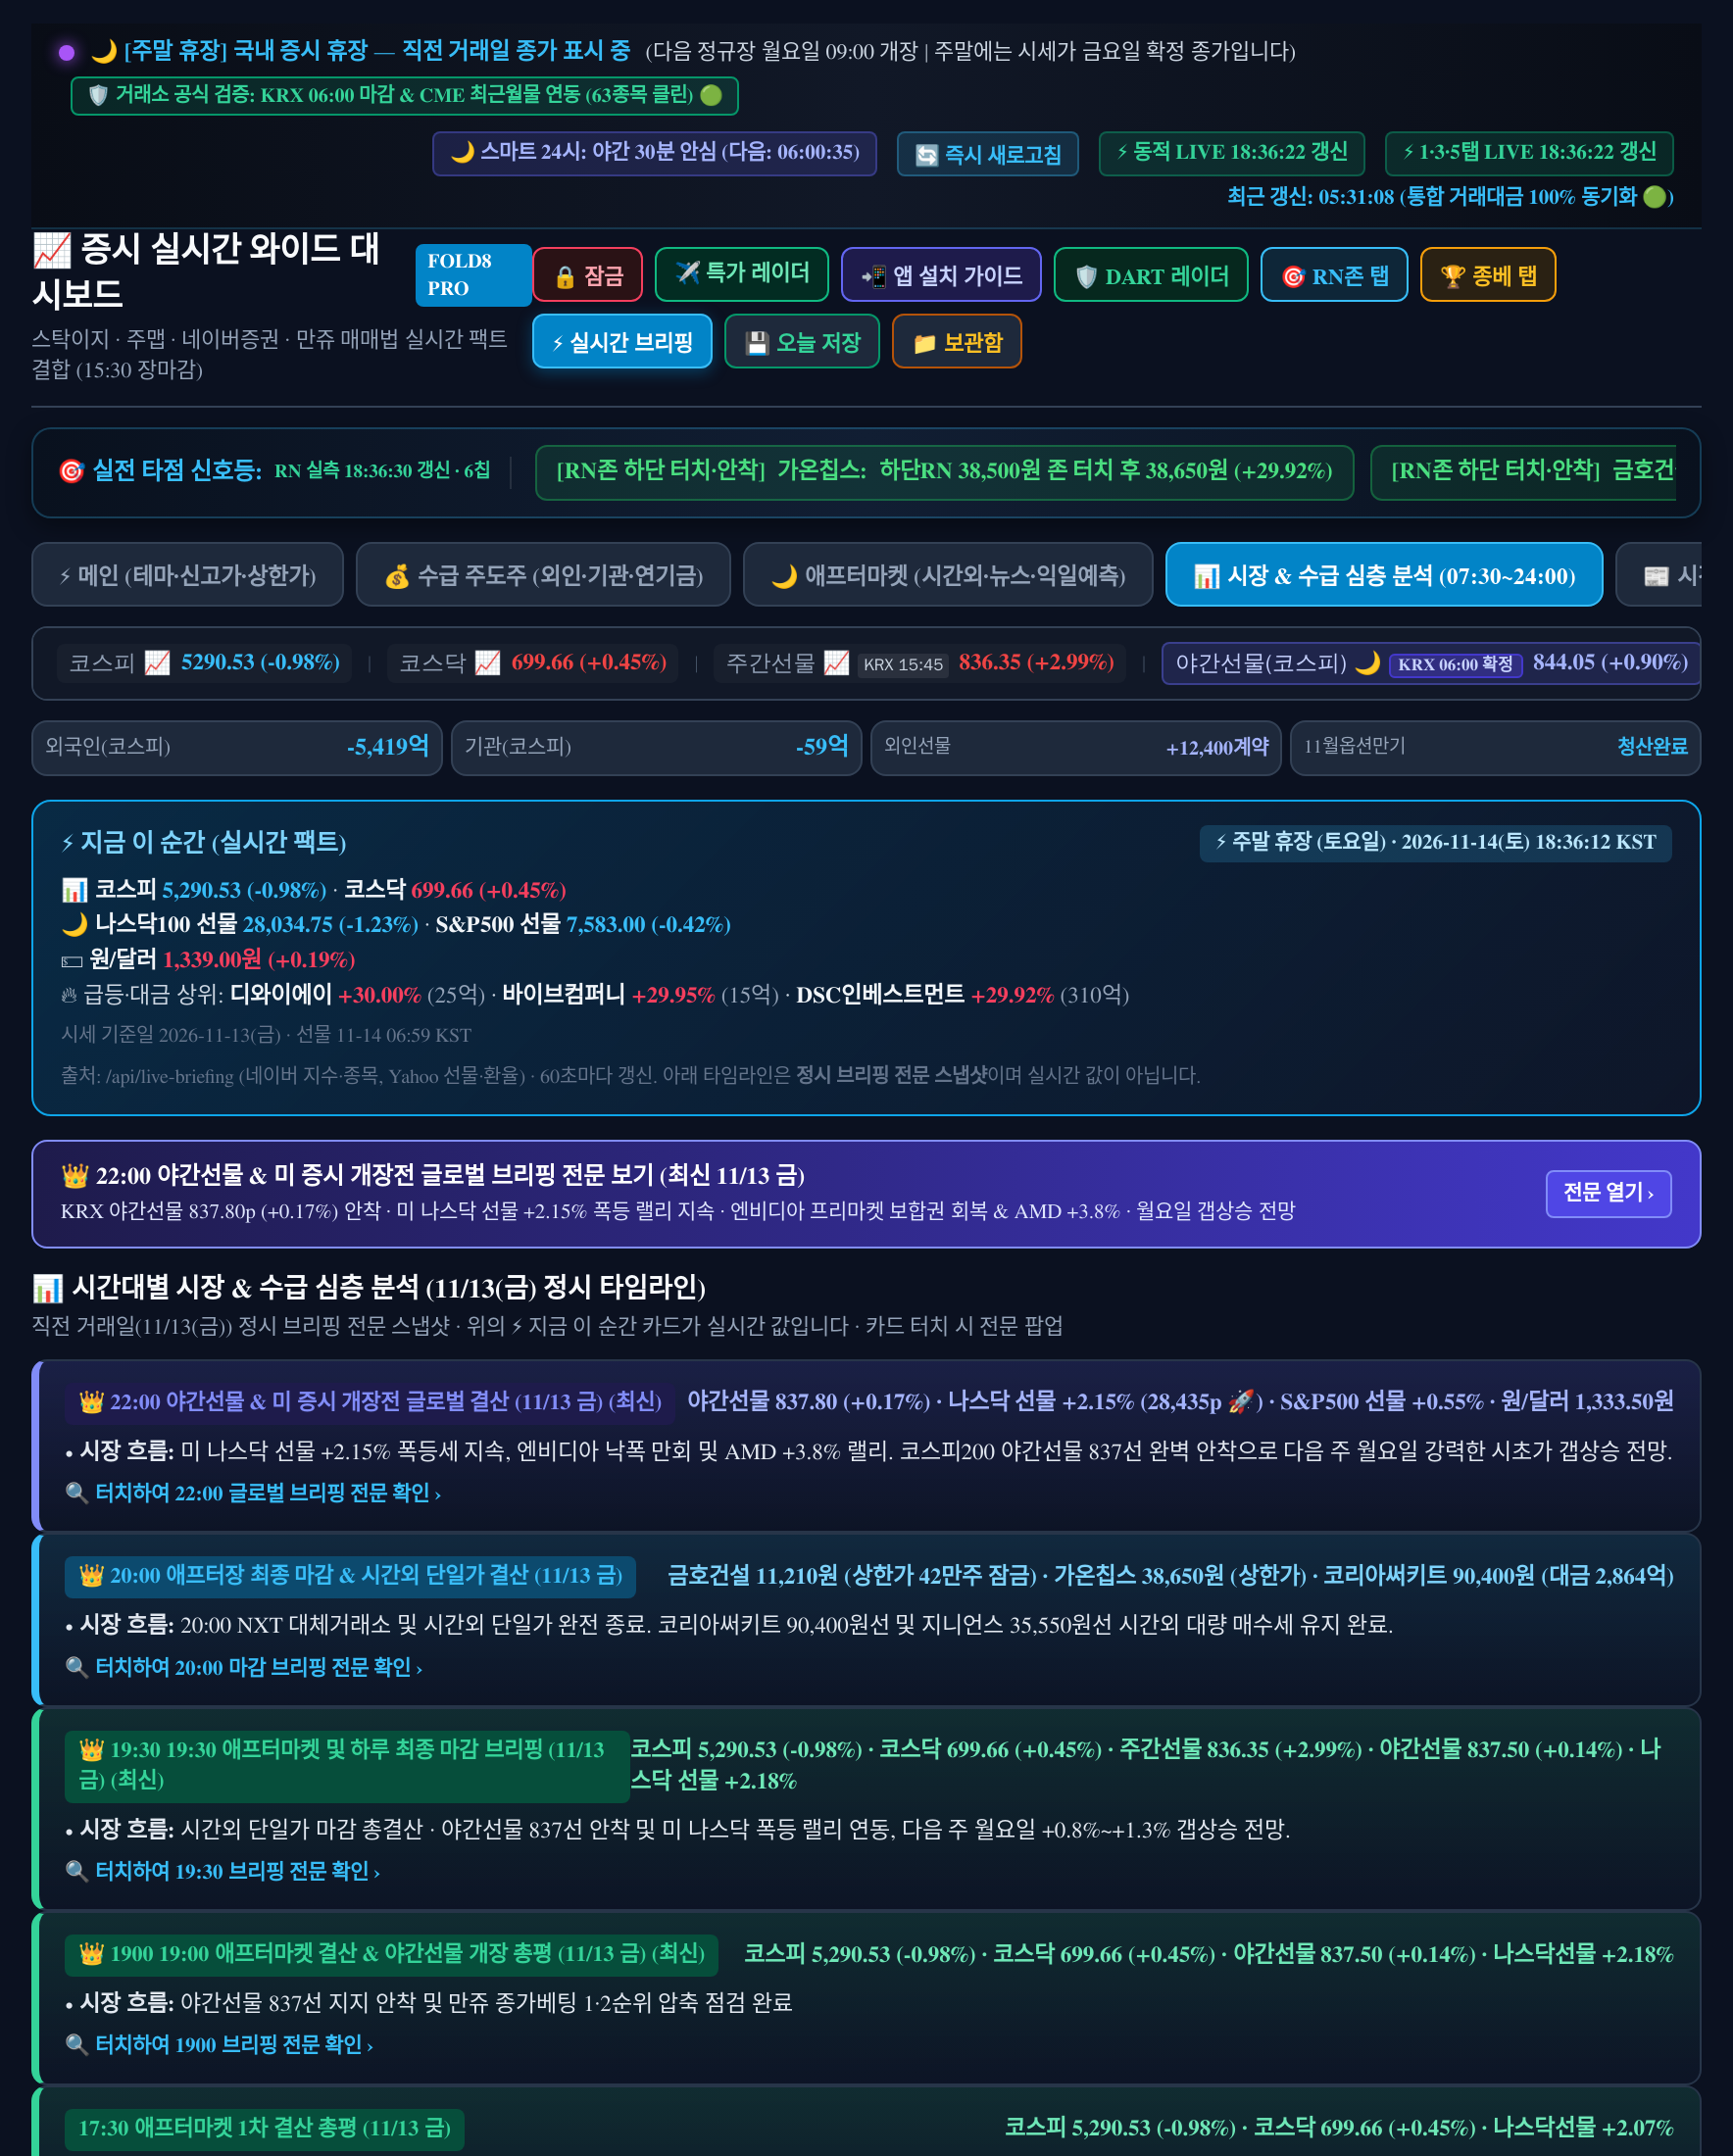 🌙 [주말 휴장] 국내 증시 휴장 — 직전 거래일 종가 표시 중 (다음 정규장 월요일 09:00 개장 | 주말에는 시세가 금요일 확정 종가입니다)
🛡️ 거래소 공식 검증: KRX 06:00 마감 & CME 최근월물 연동 (63종목 클린) 🟢
🌙 스마트 24시: 야간 30분 안심 (다음: 06:00:35) 🔄 즉시 새로고침 ⚡ 동적 LIVE 18:36:22 갱신 ⚡ 1·3·5탭 LIVE 18:36:22 갱신
최근 갱신: 05:31:08 (통합 거래대금 100% 동기화 🟢)
📈 증시 실시간 와이드 대
시보드
FOLD8
PRO
🔒 잠금 ✈️ 특가 레이더 📲 앱 설치 가이드 🛡️ DART 레이더 🎯 RN존 탭 🏆 종베 탭
⚡ 실시간 브리핑 💾 오늘 저장 📁 보관함
스탁이지 · 주맵 · 네이버증권 · 만쥬 매매법 실시간 팩트
결합 (15:30 장마감)
🎯 실전 타점 신호등: RN 실측 18:36:30 갱신 · 6칩 [RN존 하단 터치·안착] 가온칩스: 하단RN 38,500원 존 터치 후 38,650원 (+29.92%) [RN존 하단 터치·안착] 금호건
⚡ 메인 (테마·신고가·상한가) 💰 수급 주도주 (외인·기관·연기금) 🌙 애프터마켓 (시간외·뉴스·익일예측) 📊 시장 & 수급 심층 분석 (07:30~24:00) 📰
코스피 📈 5290.53 (-0.98%) | 코스닥 📈 699.66 (+0.45%) | 주간선물 📈 KRX 15:45 836.35 (+2.99%) | 야간선물(코스피) 🌙 KRX 06:00 확정 844.05 (+0.90%)
외국인(코스피) -5,419억 기관(코스피) -59억 외인선물 +12,400계약 11월옵션만기 청산완료
⚡ 지금 이 순간 (실시간 팩트) ⚡ 주말 휴장 (토요일) · 2026-11-14(토) 18:36:12 KST
📊 코스피 5,290.53 (-0.98%) · 코스닥 699.66 (+0.45%)
🌙 나스닥100 선물 28,034.75 (-1.23%) · S&P500 선물 7,583.00 (-0.42%)
💵 원/달러 1,339.00원 (+0.19%)
🔥 급등·대금 상위: 디와이에이 +30.00% (25억) · 바이브컴퍼니 +29.95% (15억) · DSC인베스트먼트 +29.92% (310억)
시세 기준일 2026-11-13(금) · 선물 11-14 06:59 KST
출처: /api/live-briefing (네이버 지수·종목, Yahoo 선물·환율) · 60초마다 갱신. 아래 타임라인은 정시 브리핑 전문 스냅샷이며 실시간 값이 아닙니다.
👑 22:00 야간선물 & 미 증시 개장전 글로벌 브리핑 전문 보기 (최신 11/13 금)
KRX 야간선물 837.80p (+0.17%) 안착 · 미 나스닥 선물 +2.15% 폭등 랠리 지속 · 엔비디아 프리마켓 보합권 회복 & AMD +3.8% · 월요일 갭상승 전망
전문 열기 ›
📊 시간대별 시장 & 수급 심층 분석 (11/13(금) 정시 타임라인)
직전 거래일(11/13(금)) 정시 브리핑 전문 스냅샷 · 위의 ⚡ 지금 이 순간 카드가 실시간 값입니다 · 카드 터치 시 전문 팝업
👑 22:00 야간선물 & 미 증시 개장전 글로벌 결산 (11/13 금) (최신) 야간선물 837.80 (+0.17%) · 나스닥 선물 +2.15% (28,435p 🚀) · S&P500 선물 +0.55% · 원/달러 1,333.50원
• 시장 흐름: 미 나스닥 선물 +2.15% 폭등세 지속, 엔비디아 낙폭 만회 및 AMD +3.8% 랠리. 코스피200 야간선물 837선 완벽 안착으로 다음 주 월요일 강력한 시초가 갭상승 전망.
🔍 터치하여 22:00 글로벌 브리핑 전문 확인 ›
👑 20:00 애프터장 최종 마감 & 시간외 단일가 결산 (11/13 금) 금호건설 11,210원 (상한가 42만주 잠금) · 가온칩스 38,650원 (상한가) · 코리아써키트 90,400원 (대금 2,864억)
• 시장 흐름: 20:00 NXT 대체거래소 및 시간외 단일가 완전 종료. 코리아써키트 90,400원선 및 지니언스 35,550원선 시간외 대량 매수세 유지 완료.
🔍 터치하여 20:00 마감 브리핑 전문 확인 ›
👑 19:30 19:30 애프터마켓 및 하루 최종 마감 브리핑 (11/13
금) (최신)
코스피 5,290.53 (-0.98%) · 코스닥 699.66 (+0.45%) · 주간선물 836.35 (+2.99%) · 야간선물 837.50 (+0.14%) · 나
스닥 선물 +2.18%
• 시장 흐름: 시간외 단일가 마감 총결산 · 야간선물 837선 안착 및 미 나스닥 폭등 랠리 연동, 다음 주 월요일 +0.8%~+1.3% 갭상승 전망.
🔍 터치하여 19:30 브리핑 전문 확인 ›
👑 1900 19:00 애프터마켓 결산 & 야간선물 개장 총평 (11/13 금) (최신) 코스피 5,290.53 (-0.98%) · 코스닥 699.66 (+0.45%) · 야간선물 837.50 (+0.14%) · 나스닥선물 +2.18%
• 시장 흐름: 야간선물 837선 지지 안착 및 만쥬 종가베팅 1·2순위 압축 점검 완료
🔍 터치하여 1900 브리핑 전문 확인 ›
17:30 애프터마켓 1차 결산 총평 (11/13 금) 코스피 5,290.53 (-0.98%) · 코스닥 699.66 (+0.45%) · 나스닥선물 +2.07%